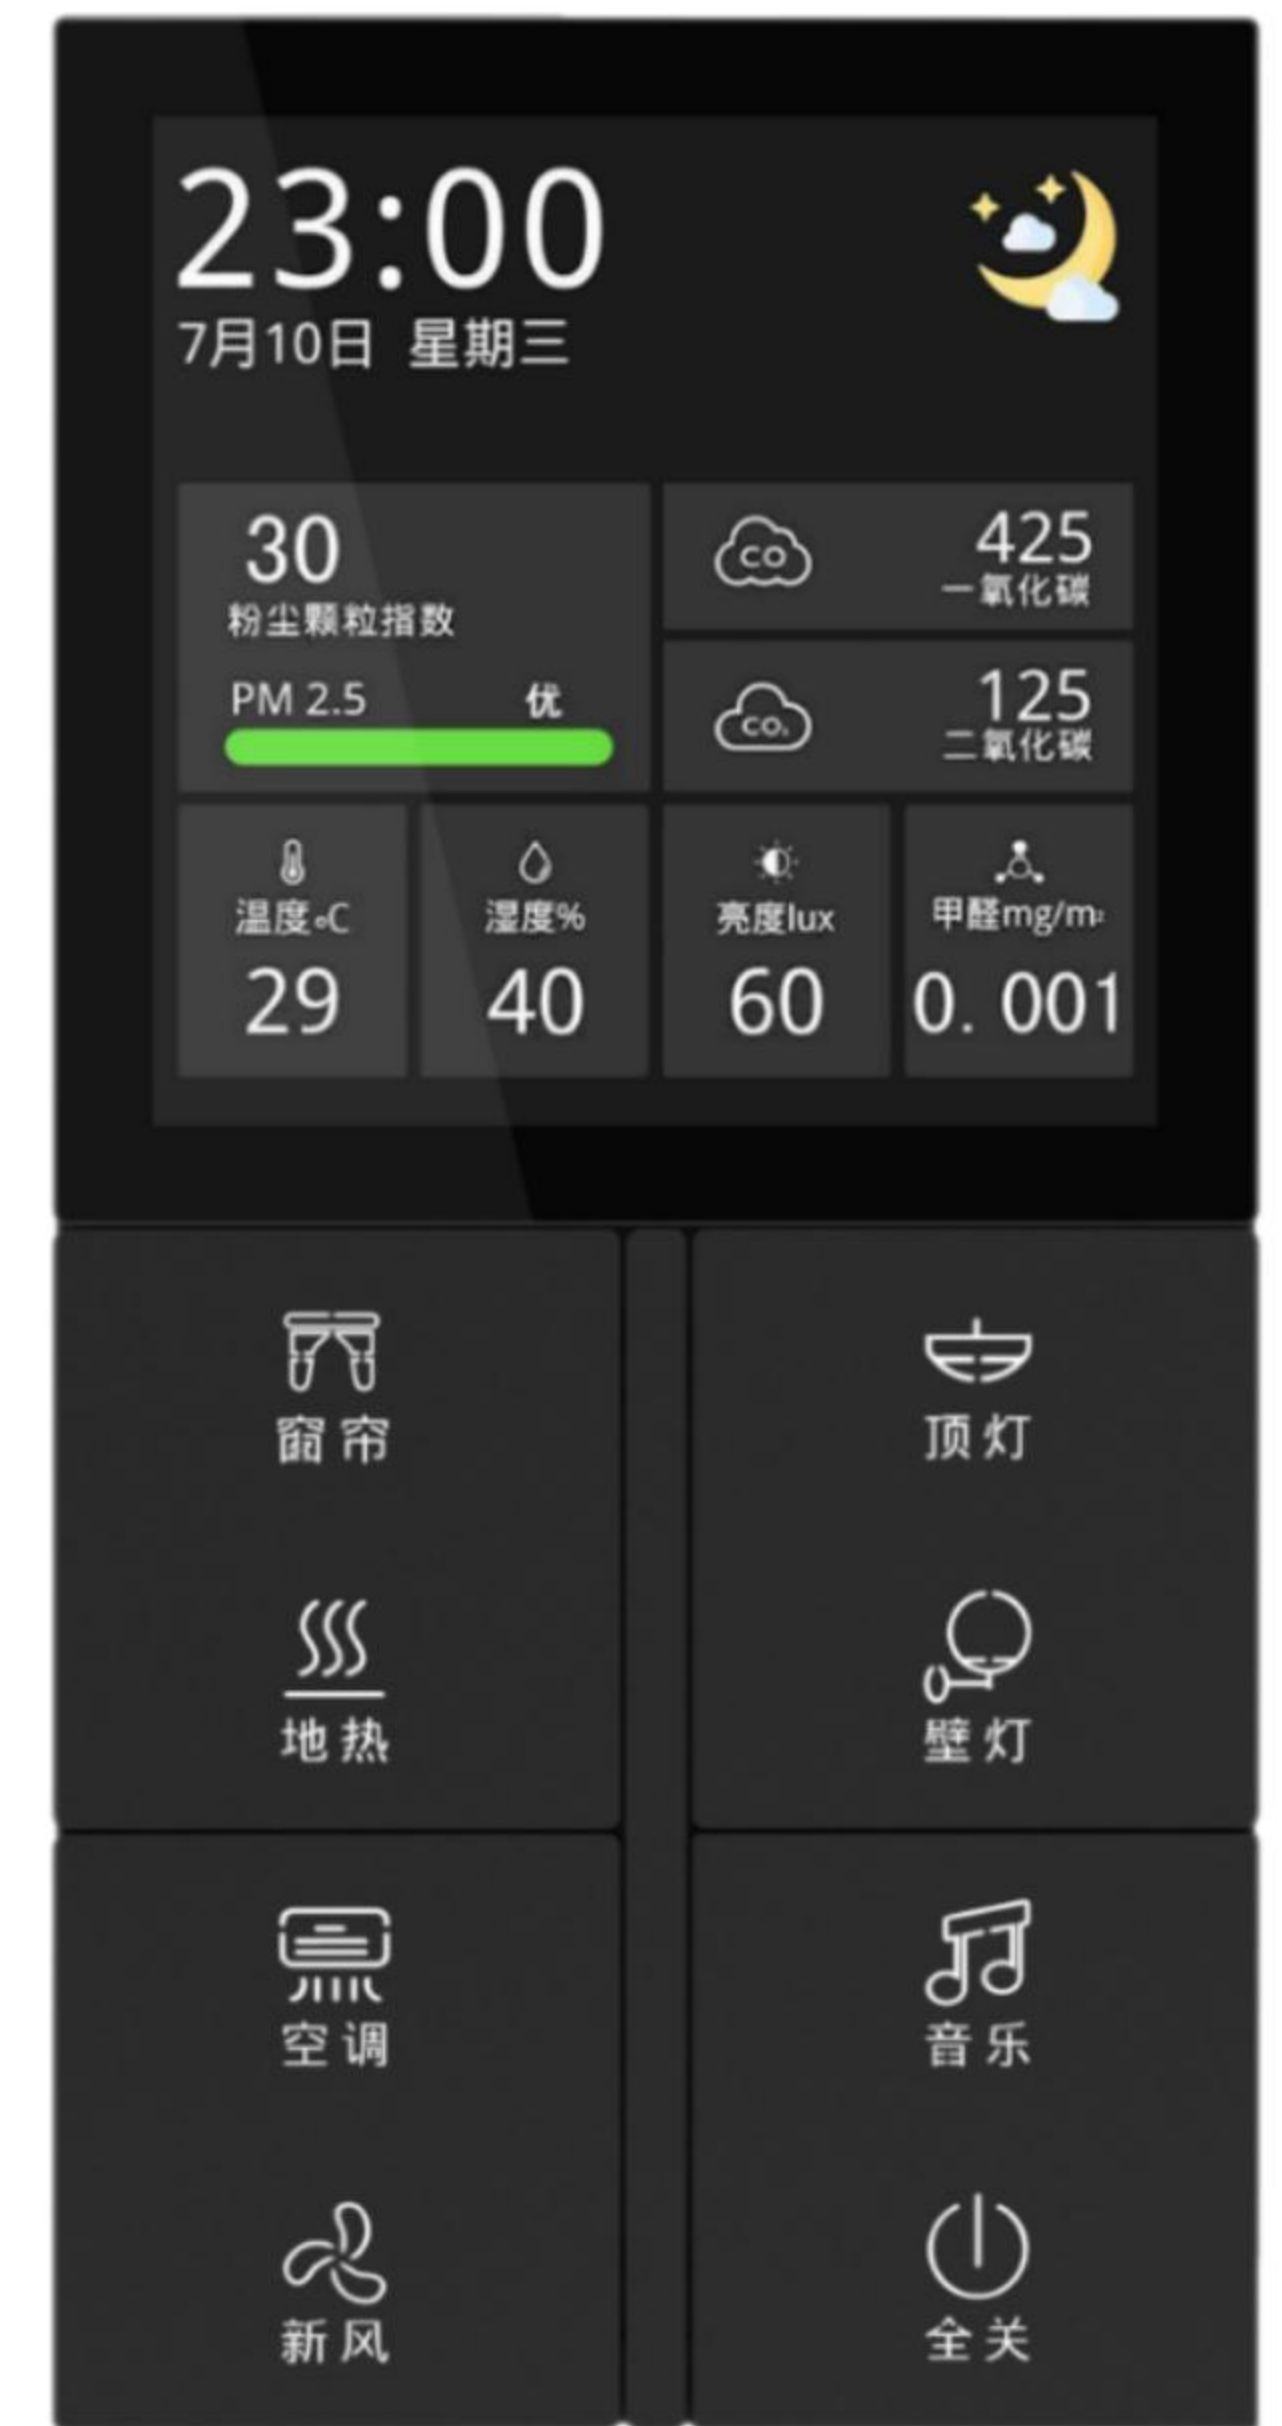 23:00
7月10日 星期三
30
粉尘颗粒指数
PM 2.5 优
CO
425
一氧化碳
CO₂
125
二氧化碳
温度°C
29
湿度%
40
亮度lux
60
甲醛mg/m²
0.001
窗帘
顶灯
地热
壁灯
空调
音乐
新风
全关